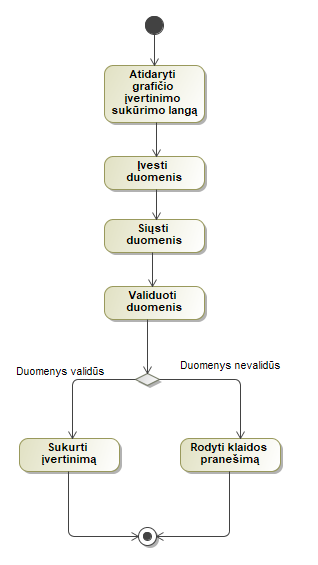 Atidaryti
grafičio
įvertinimo
sukūrimo langą
Įvesti
duomenis
Siųsti
duomenis
Validuoti
duomenis
Duomenys validūs
Duomenys nevalidūs
Sukurti
įvertinimą
Rodyti klaidos
pranešimą